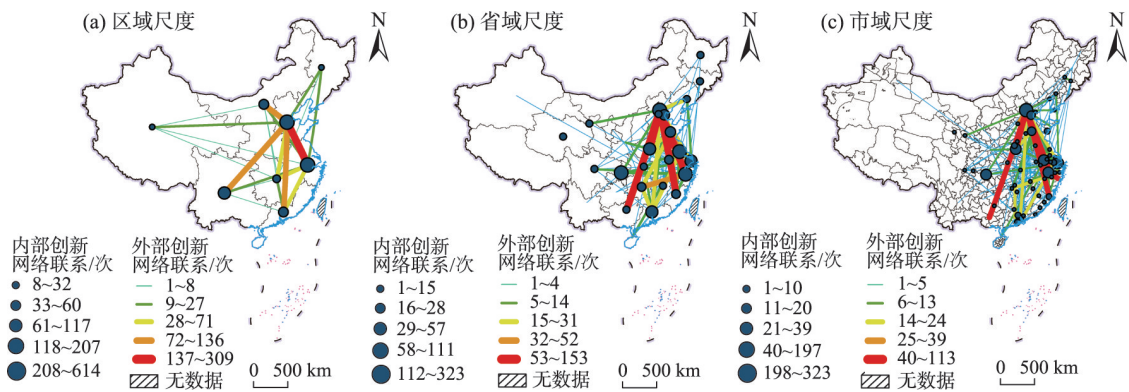 (a) 区域尺度
N
内部创新
网络联系/次
8~32
33~60
61~117
118~207
208~614
外部创新
网络联系/次
1~8
9~27
28~71
72~136
137~309
无数据
0 500 km
(b) 省域尺度
N
内部创新
网络联系/次
1~15
16~28
29~57
58~111
112~323
外部创新
网络联系/次
1~4
5~14
15~31
32~52
53~153
无数据
0 500 km
(c) 市域尺度
N
内部创新
网络联系/次
1~10
11~20
21~39
40~197
198~323
外部创新
网络联系/次
1~5
6~13
14~24
25~39
40~113
无数据
0 500 km